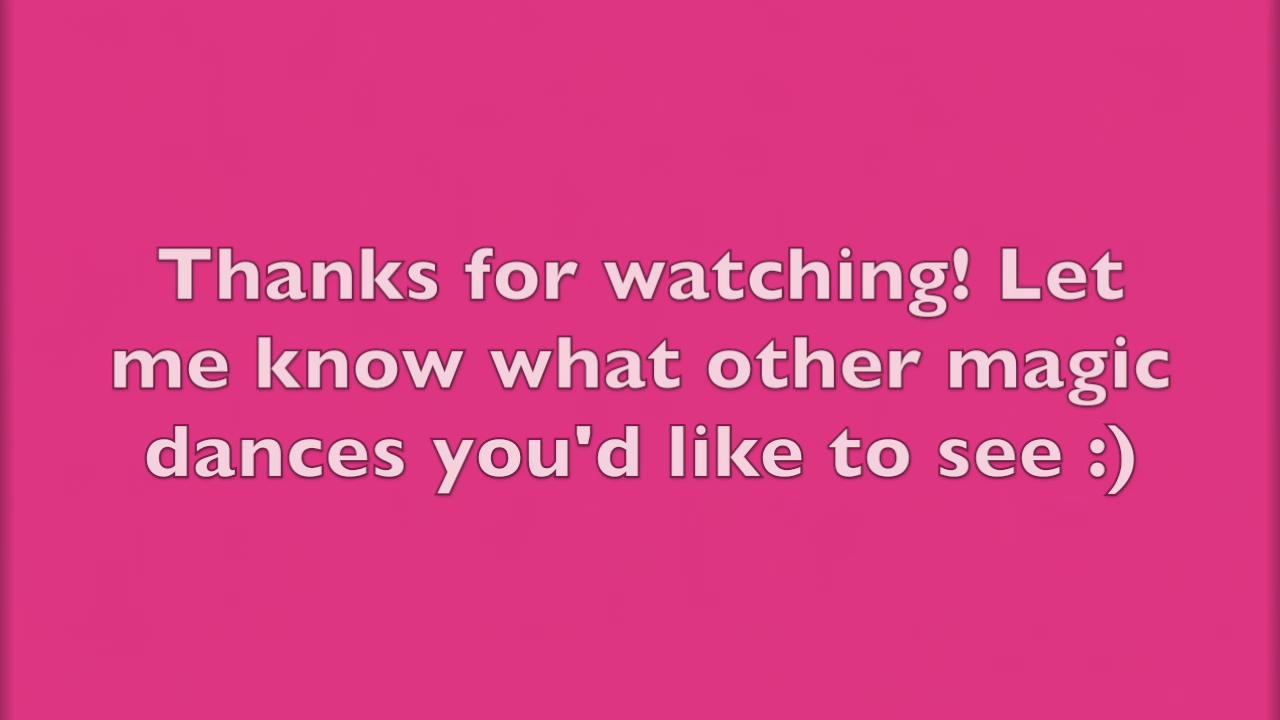 Thanks for watching! Let
me know what other magic
dances you'd like to see :)